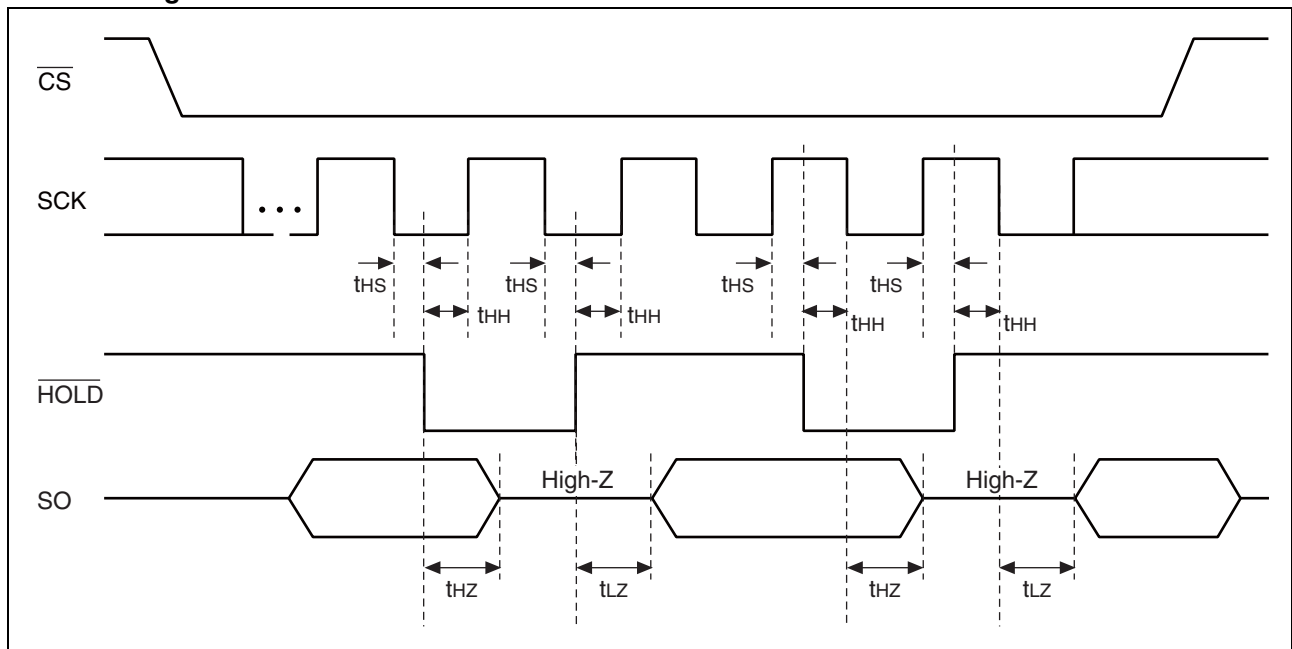 CS
SCK
• • •
tHS
tHS
tHS
tHS
tHH
tHH
tHH
tHH
HOLD
High-Z
High-Z
SO
tHZ
tLZ
tHZ
tLZ